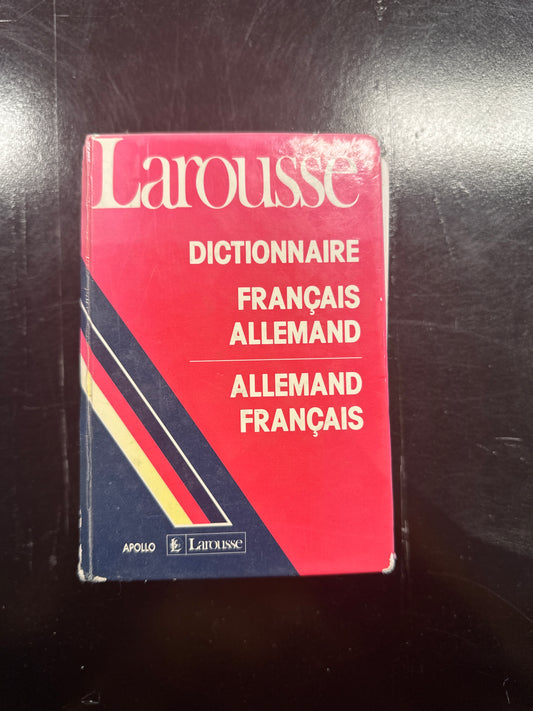 Larousse
DICTIONNAIRE
FRANÇAIS
ALLEMAND
ALLEMAND
FRANÇAIS
APOLLO Larousse